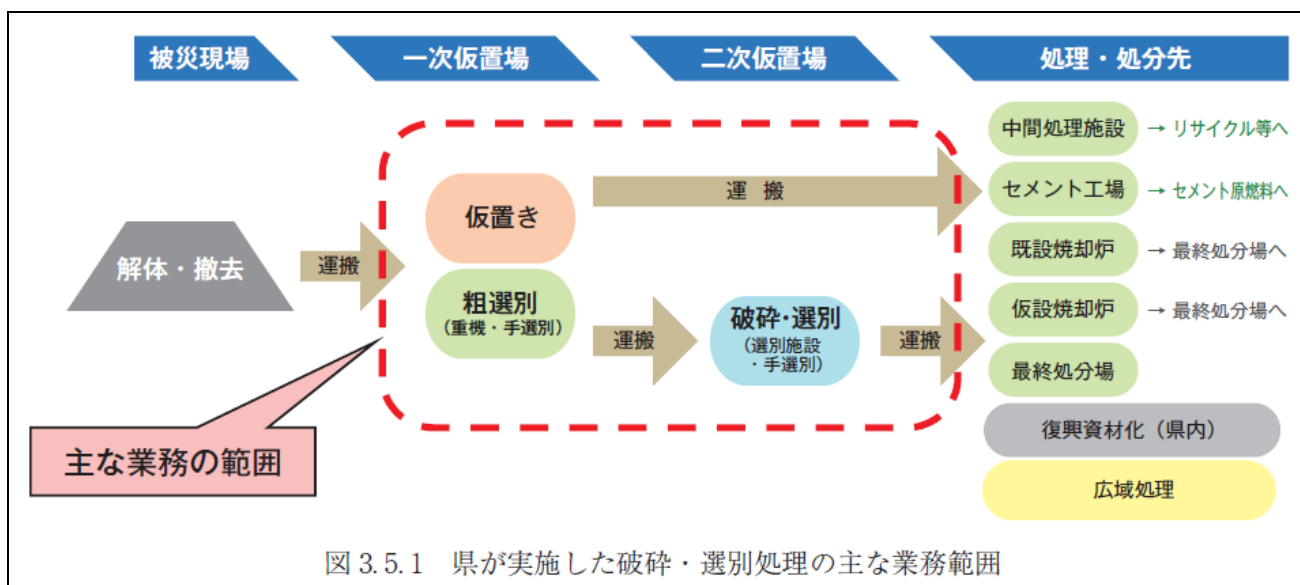 被災現場
一次仮置場
二次仮置場
処理・処分先
解体・撤去
運搬
仮置き
粗選別
(重機・手選別)
運 搬
運搬
破砕・選別
(選別施設
・手選別)
運搬
中間処理施設 → リサイクル等へ
セメント工場 → セメント原燃料へ
既設焼却炉 → 最終処分場へ
仮設焼却炉 → 最終処分場へ
最終処分場
復興資材化（県内）
広域処理
主な業務の範囲
図 3.5.1 県が実施した破砕・選別処理の主な業務範囲